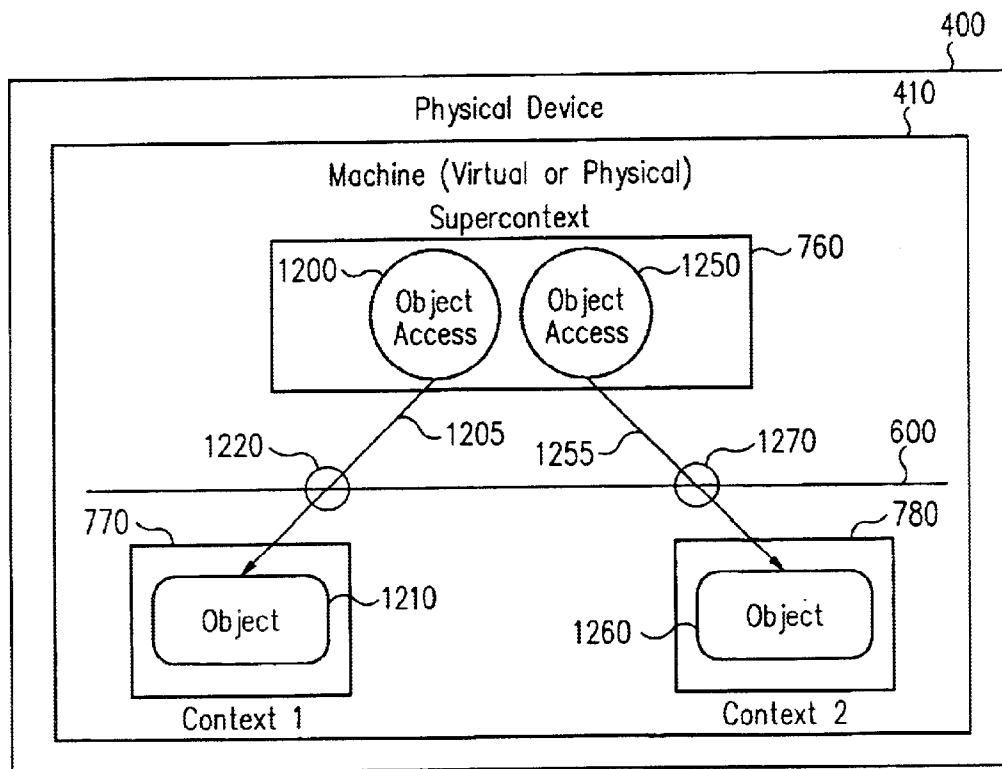 400
Physical Device
410
Machine (Virtual or Physical)
Supercontext
760
1200
Object
Access
Object
Access
1250
1205
1255
1220
1270
600
770
780
Object
1210
1260
Object
Context 1
Context 2